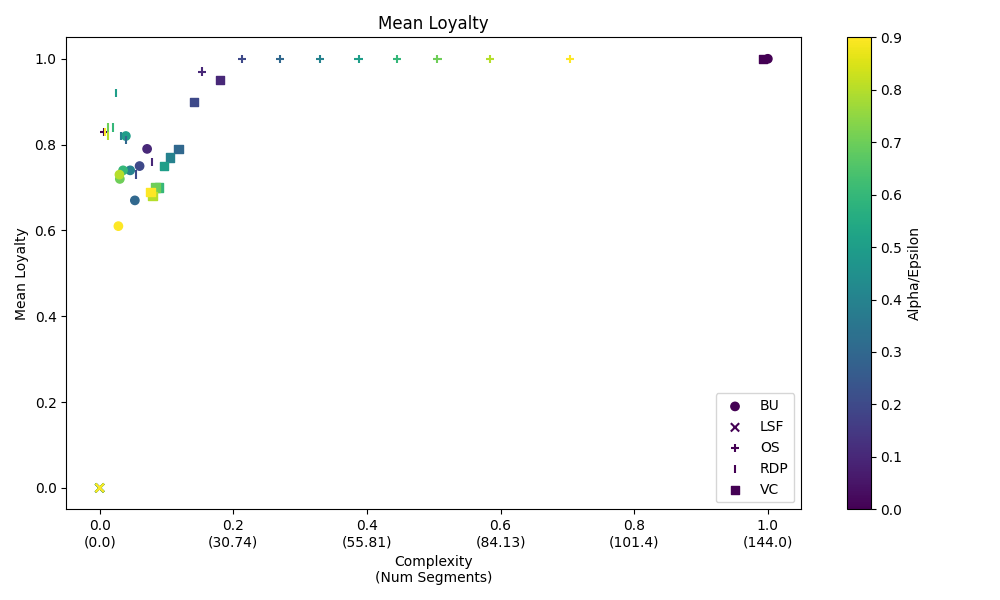 Mean Loyalty
1.0
0.8
0.6
0.4
0.2
0.0
Mean Loyalty
0.0
(0.0)
0.2
(30.74)
0.4
(55.81)
0.6
(84.13)
0.8
(101.4)
1.0
(144.0)
Complexity
(Num Segments)
BU
LSF
OS
RDP
VC
0.9
0.8
0.7
0.6
0.5
0.4
0.3
0.2
0.1
0.0
Alpha/Epsilon